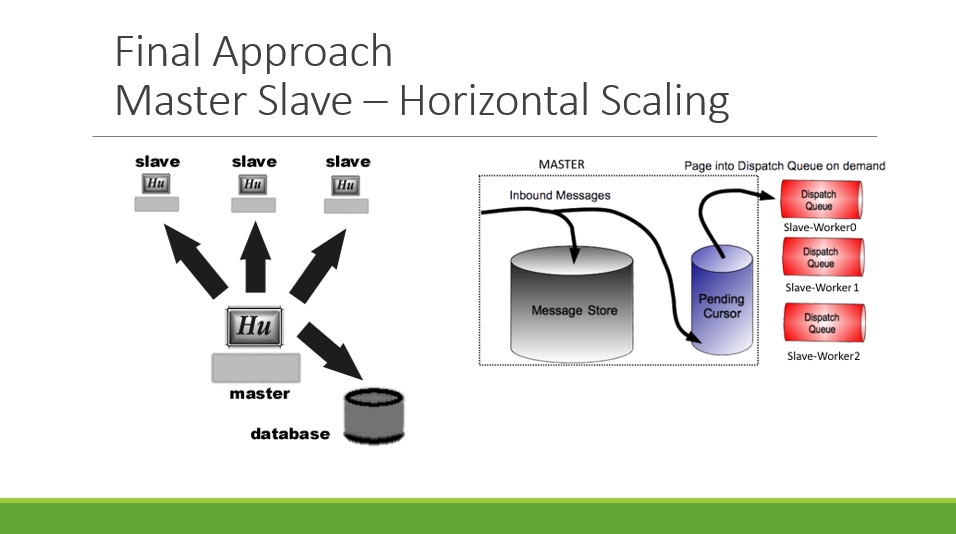 Final Approach
Master Slave – Horizontal Scaling
slave slave slave
Hu Hu Hu
Hu
master
database
MASTER
Page into Dispatch Queue on demand
Inbound Messages
Dispatch
Queue
Slave-Worker0
Dispatch
Queue
Slave-Worker 1
Message Store
Pending
Cursor
Dispatch
Queue
Slave-Worker2